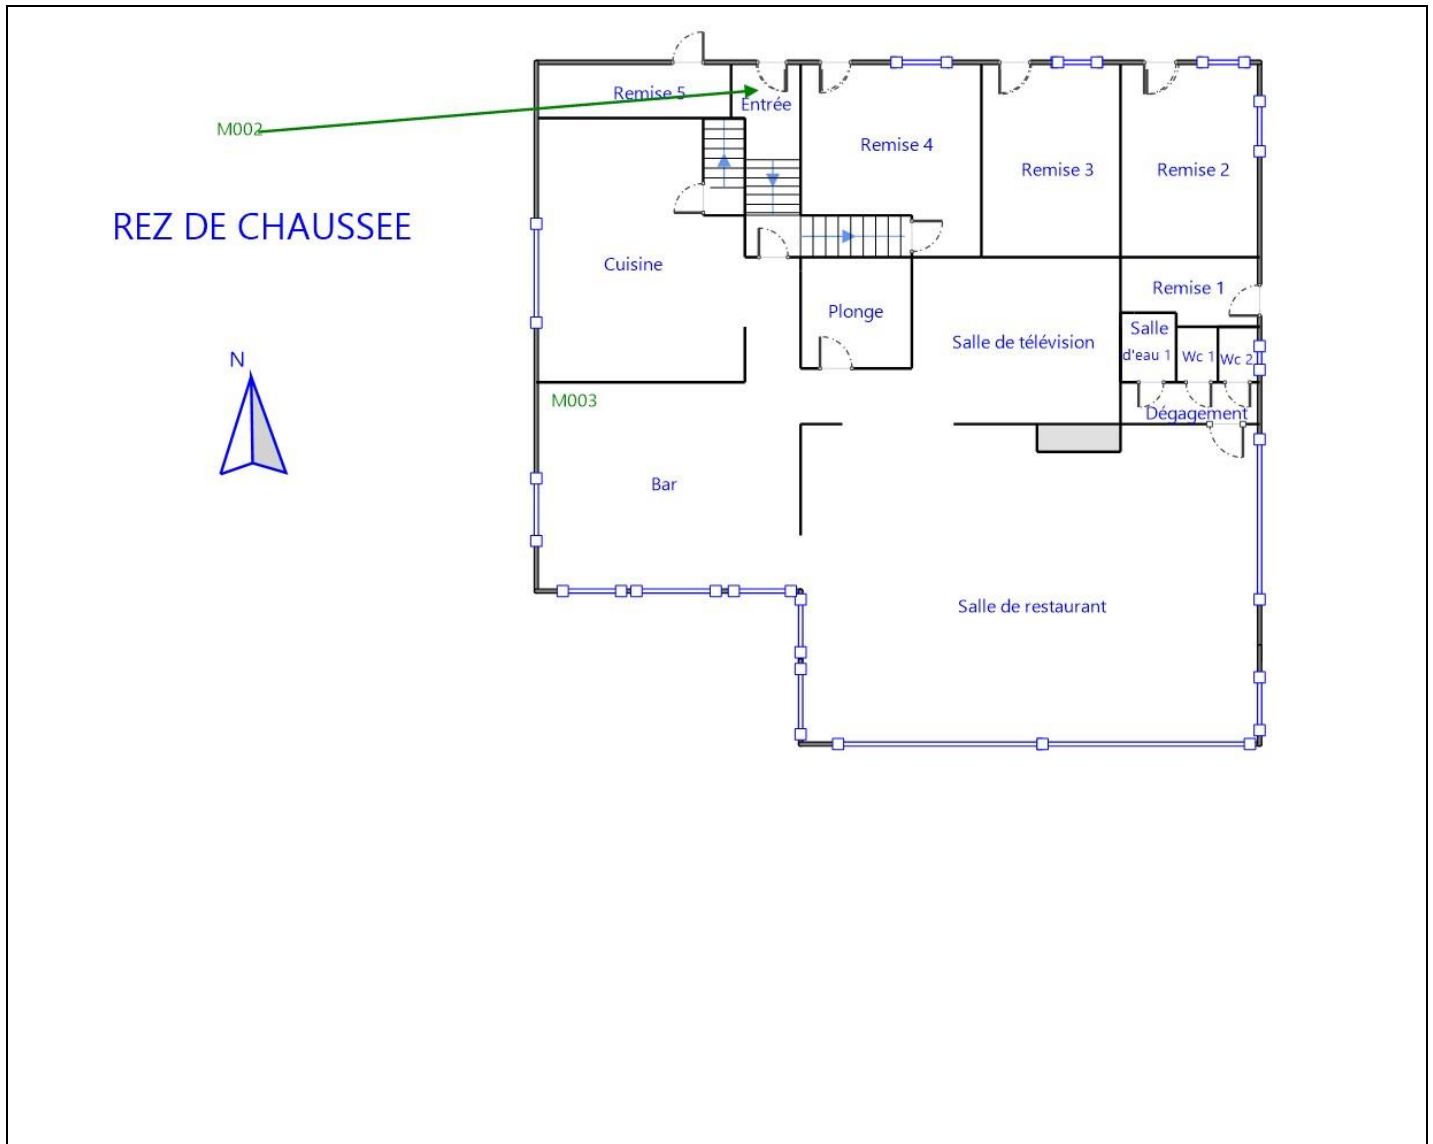 Remise 5
Entrée
M002
Remise 4
Remise 3
Remise 2
REZ DE CHAUSSEE
Cuisine
Remise 1
Plonge
Salle
d'eau 1
Wc 1
Wc 2
Salle de télévision
N
M003
Dégagement
Bar
Salle de restaurant